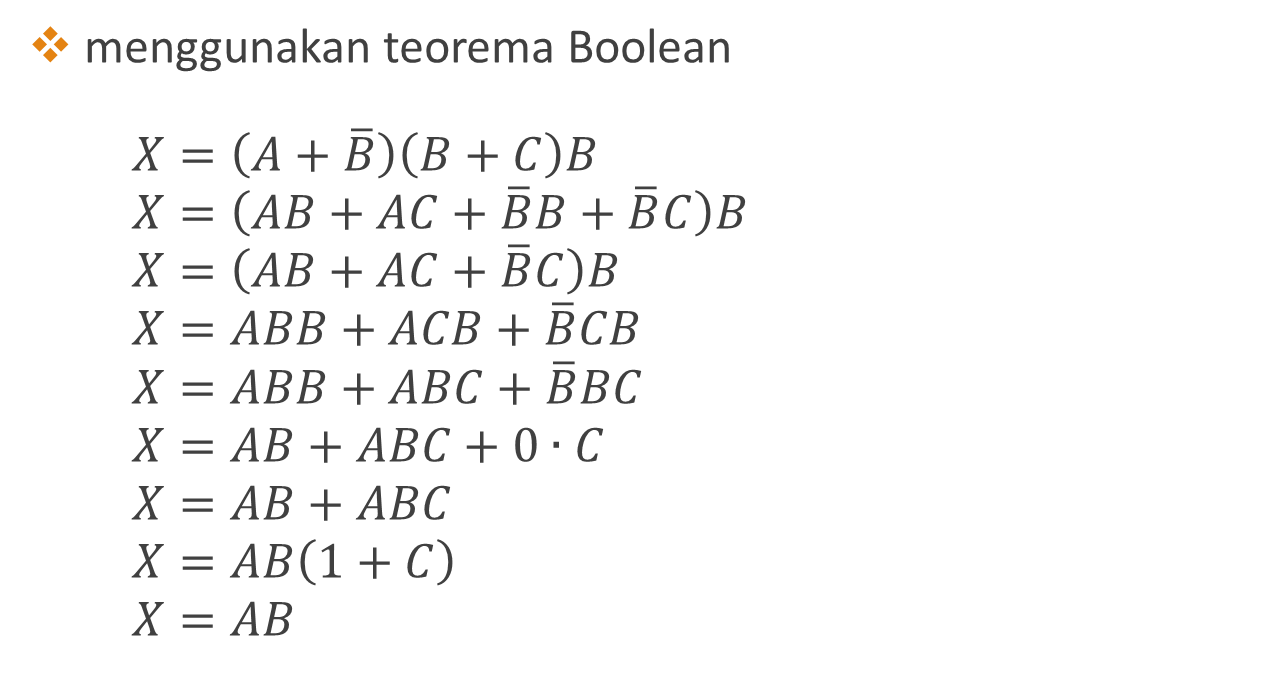 ❖ menggunakan teorema Boolean
X = (A + B̅)(B + C)B
X = (AB + AC + B̅B + B̅C)B
X = (AB + AC + B̅C)B
X = ABB + ACB + B̅CB
X = ABB + ABC + B̅BC
X = AB + ABC + 0 · C
X = AB + ABC
X = AB(1 + C)
X = AB